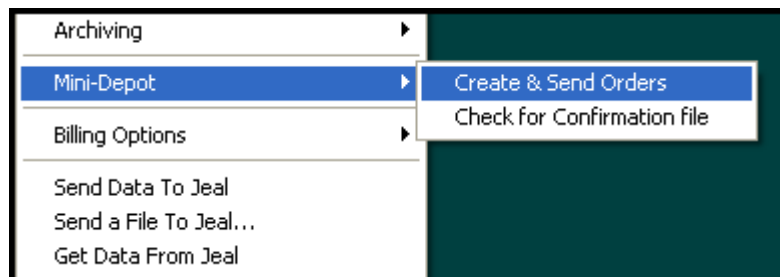 Archiving
Mini-Depot
Create & Send Orders
Check for Confirmation file
Billing Options
Send Data To Jeal
Send a File To Jeal...
Get Data From Jeal